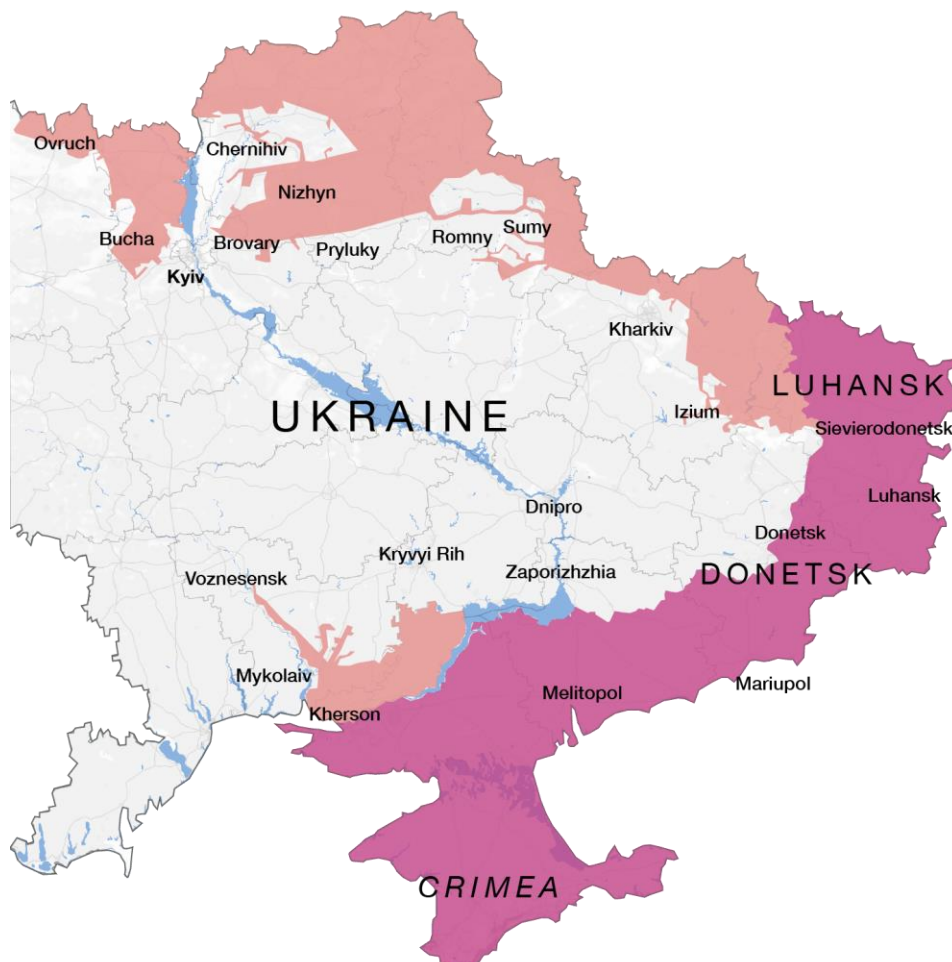 Ovruch
Chernihiv
Nizhyn
Bucha
Brovary
Pryluky
Romny
Sumy
Kyiv
Kharkiv
LUHANSK
UKRAINE
Izium
Sievierodonetsk
Luhansk
Dnipro
Donetsk
Kryvyi Rih
Zaporizhzhia
DONETSK
Voznesensk
Mykolaiv
Mariupol
Melitopol
Kherson
CRIMEA